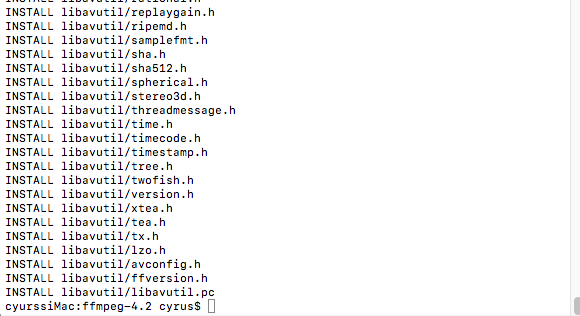 INSTALL libavutil/rational.h
INSTALL libavutil/replaygain.h
INSTALL libavutil/ripemd.h
INSTALL libavutil/samplefmt.h
INSTALL libavutil/sha.h
INSTALL libavutil/sha512.h
INSTALL libavutil/spherical.h
INSTALL libavutil/stereo3d.h
INSTALL libavutil/threadmessage.h
INSTALL libavutil/time.h
INSTALL libavutil/timecode.h
INSTALL libavutil/timestamp.h
INSTALL libavutil/tree.h
INSTALL libavutil/twofish.h
INSTALL libavutil/version.h
INSTALL libavutil/xtea.h
INSTALL libavutil/tea.h
INSTALL libavutil/tx.h
INSTALL libavutil/lzo.h
INSTALL libavutil/avconfig.h
INSTALL libavutil/ffversion.h
INSTALL libavutil/libavutil.pc
cyurssiMac:ffmpeg-4.2 cyrus$